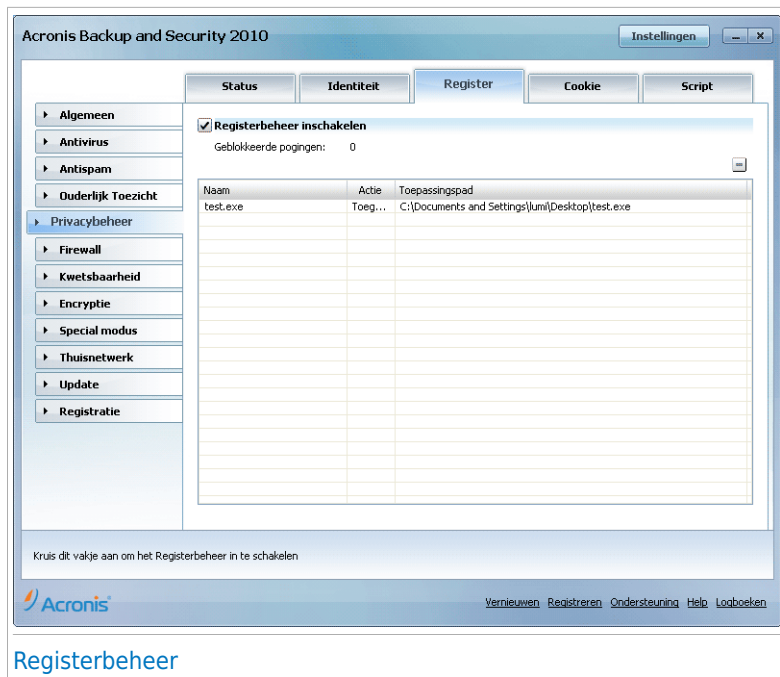 Acronis Backup and Security 2010
Instellingen
Status Identiteit Register Cookie Script
Algemeen
Antivirus
Antispam
Ouderlijk Toezicht
Privacybeheer
Firewall
Kwetsbaarheid
Encryptie
Special modus
Thuisnetwerk
Update
Registratie
Registerbeheer inschakelen
Geblokkeerde pogingen: 0
Naam Actie Toepassingspad
test.exe Toeg... C:\Documents and Settings\lumi\Desktop\test.exe
Kruis dit vakje aan om het Registerbeheer in te schakelen
Acronis
Vernieuwen Registreren Ondersteuning Help Logboeken
Registerbeheer